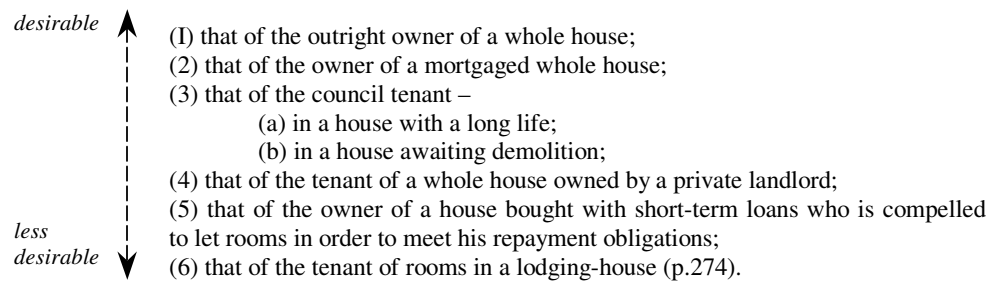 desirable
(I) that of the outright owner of a whole house;
(2) that of the owner of a mortgaged whole house;
(3) that of the council tenant –
(a) in a house with a long life;
(b) in a house awaiting demolition;
(4) that of the tenant of a whole house owned by a private landlord;
(5) that of the owner of a house bought with short-term loans who is compelled
to let rooms in order to meet his repayment obligations;
(6) that of the tenant of rooms in a lodging-house (p.274).
less
desirable